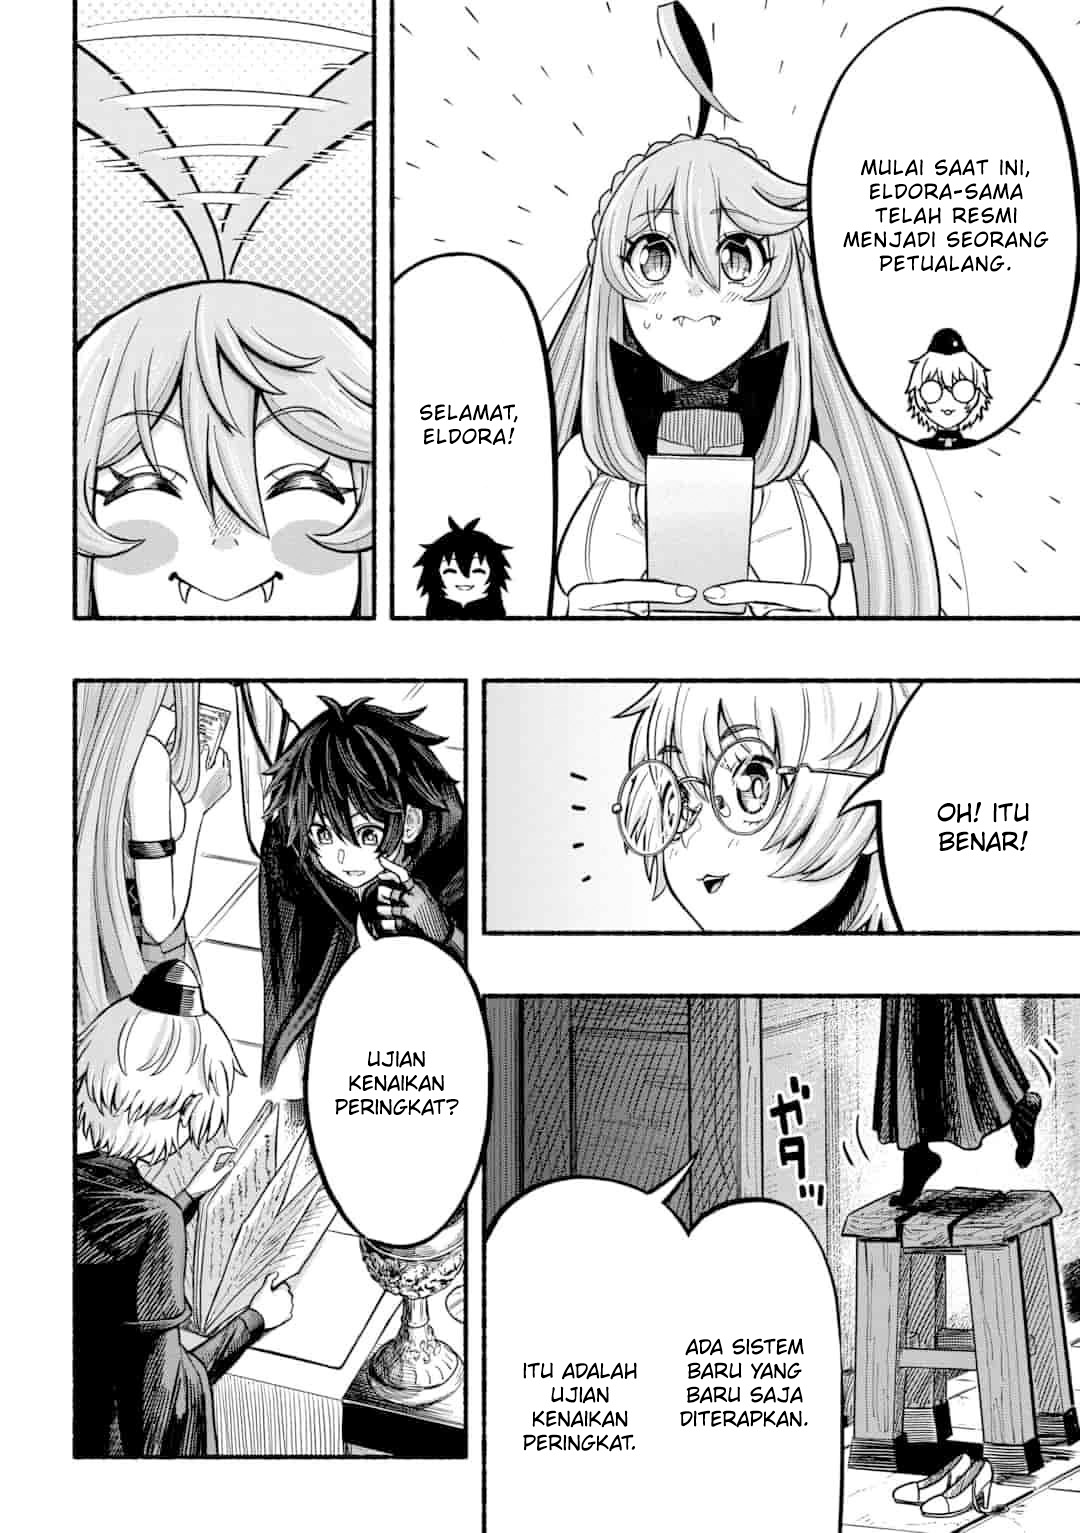 MULAI SAAT INI,
ELDORA-SAMA
TELAH RESMI
MENJADI SEORANG
PETUALANG.
SELAMAT,
ELDORA!
OH! ITU
BENAR!
ガタッ
ADA SISTEM
BARU YANG
BARU SAJA
DITERAPKAN.
ITU ADALAH
UJIAN
KENAIKAN
PERINGKAT.
UJIAN
KENAIKAN
PERINGKAT?